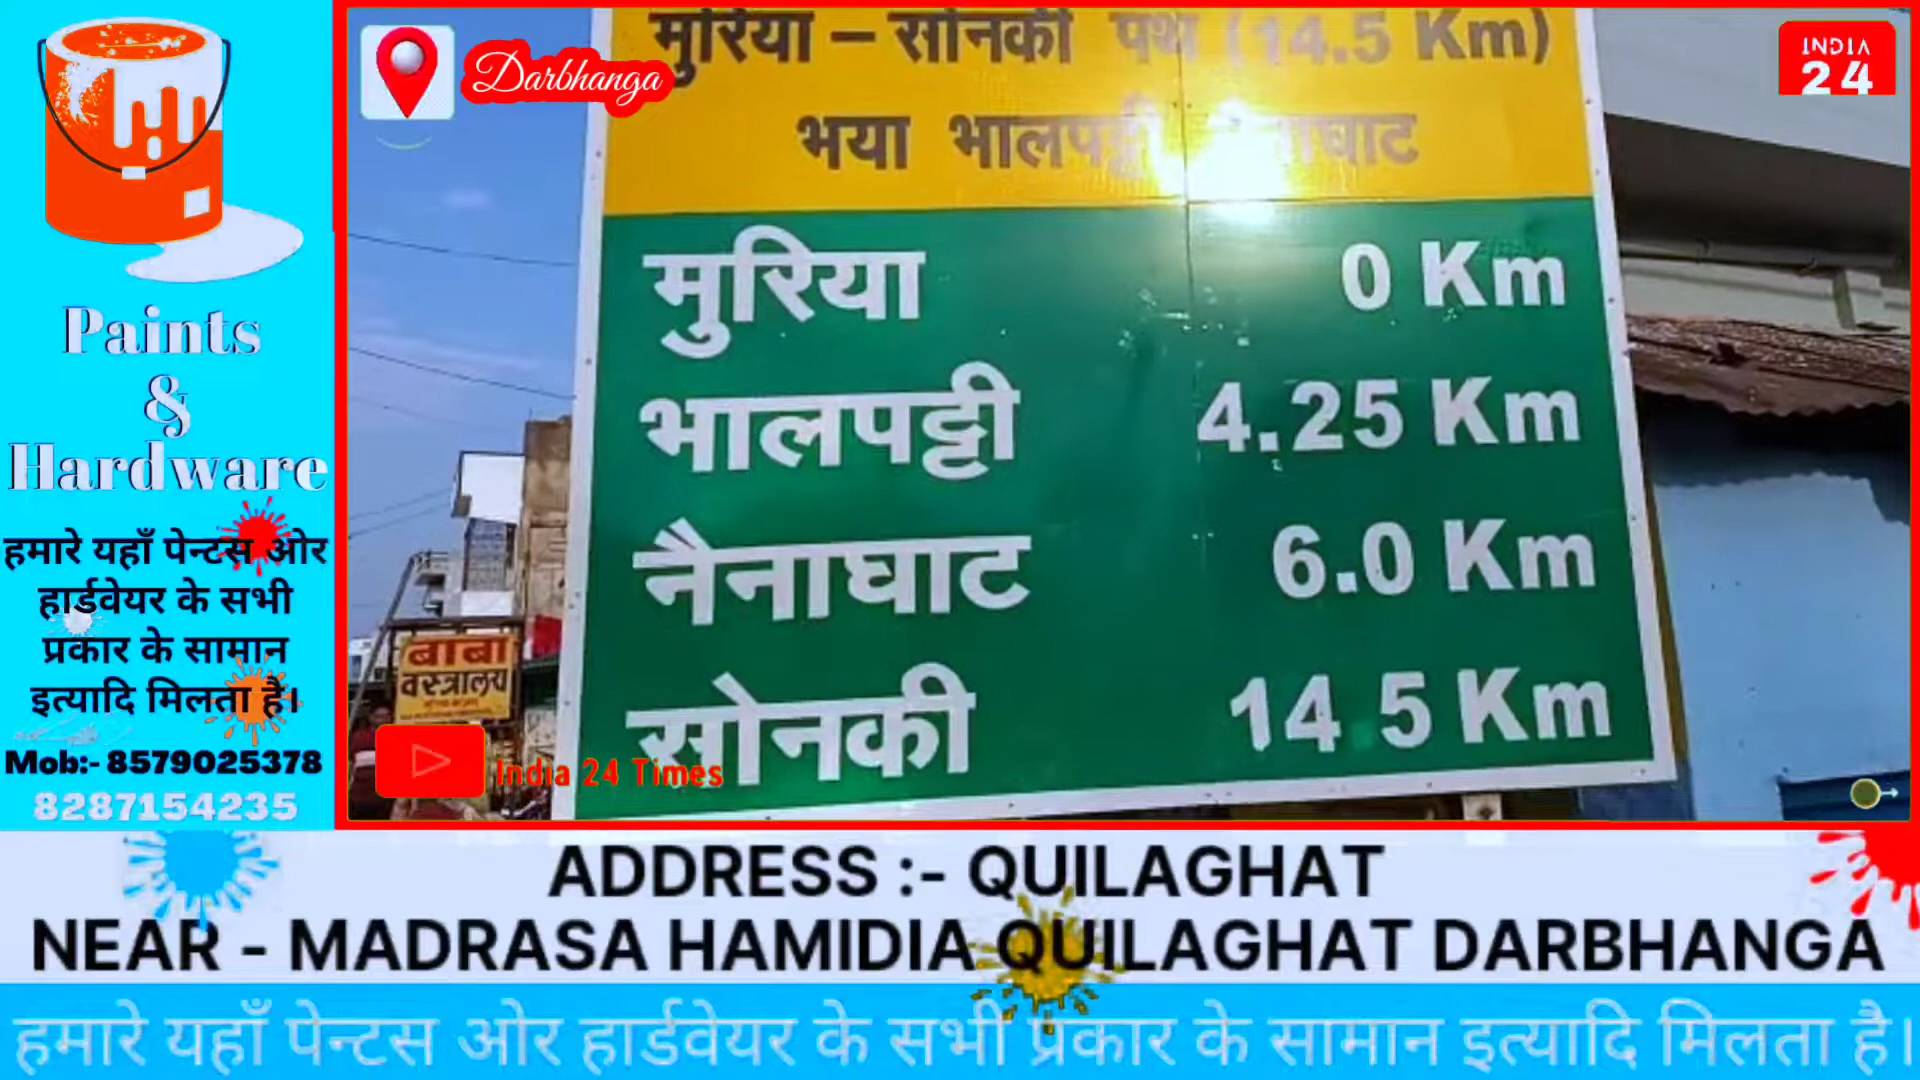 Paints
&
Hardware
हमारे यहाँ पेन्टस ओर
हार्डवेयर के सभी
प्रकार के सामान
इत्यादि मिलता है।
Mob:- 8579025378
8287154235
Darbhanga
INDIA
24
मुरिया – सोनकी पथ (14.5 Km)
भया भालपट्टी
मुरिया 0 Km
भालपट्टी 4.25 Km
नैनाघाट 6.0 Km
सोनकी 14 5 Km
बाबा
वस्त्रालय
India 24 Times
ADDRESS :- QUILAGHAT
NEAR - MADRASA HAMIDIA QUILAGHAT DARBHANGA
हमारे यहाँ पेन्टस ओर हार्डवेयर के सभी प्रकार के सामान इत्यादि मिलता है।